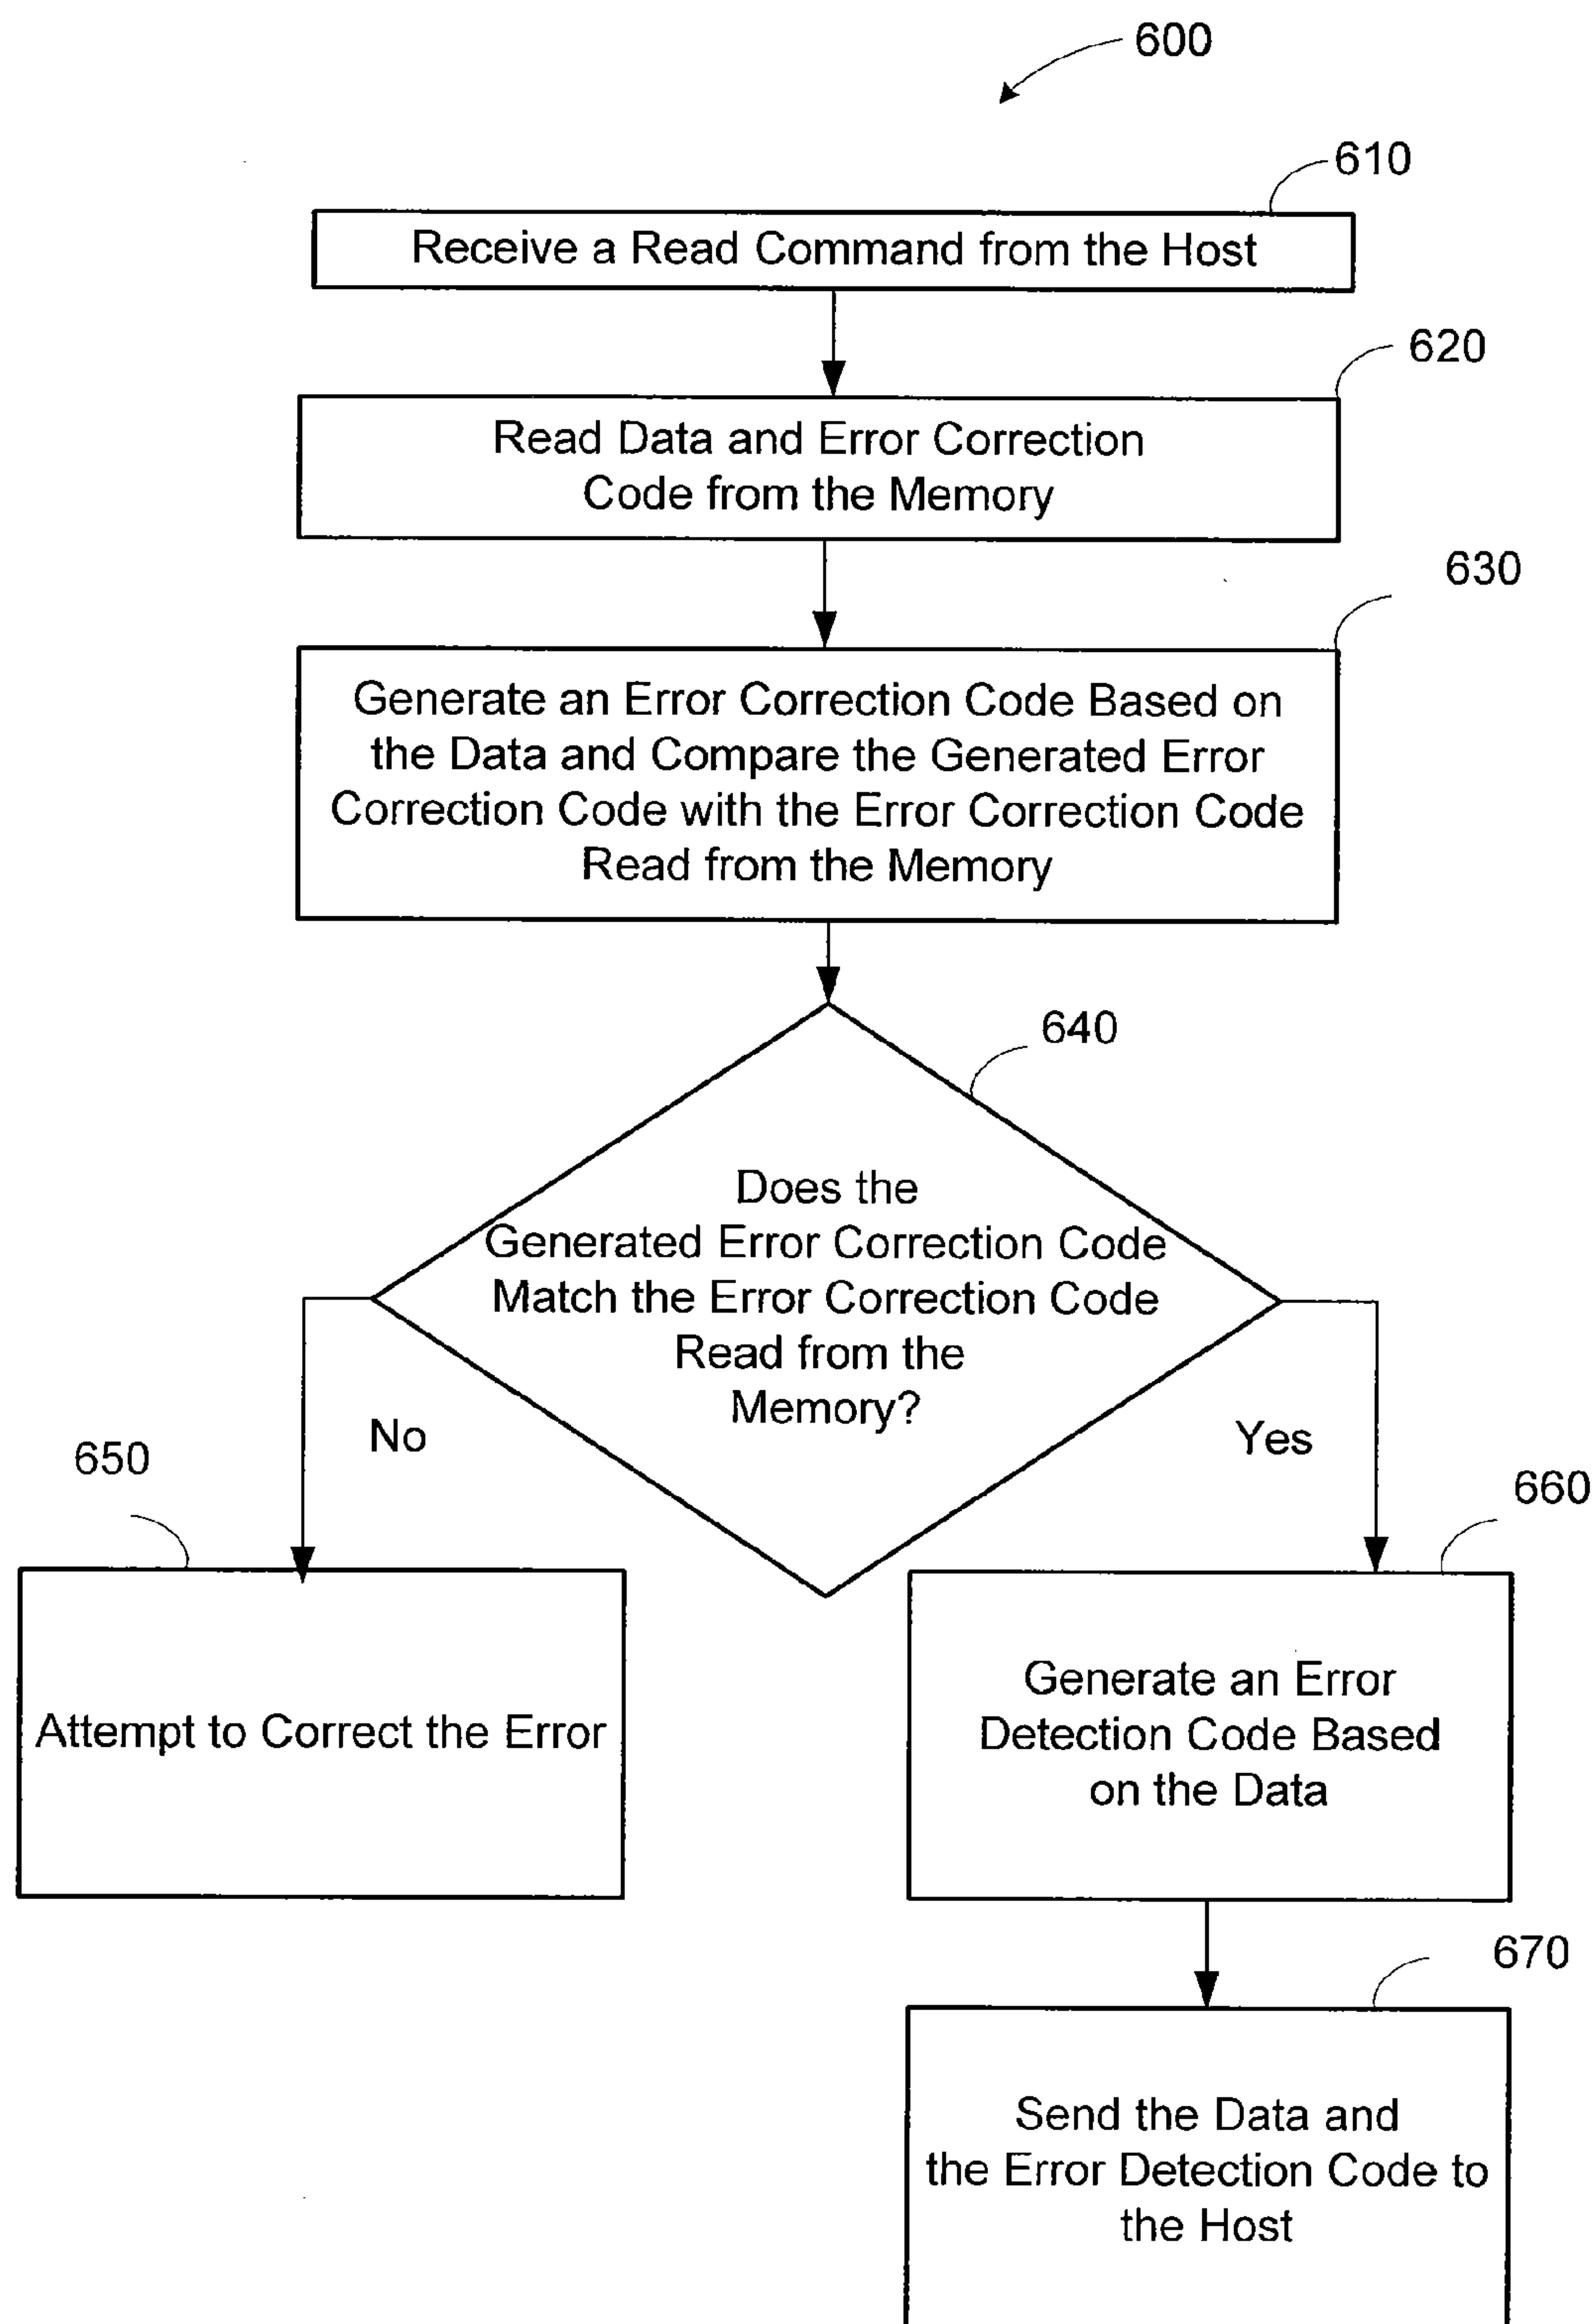 600
610
Receive a Read Command from the Host
620
Read Data and Error Correction
Code from the Memory
630
Generate an Error Correction Code Based on
the Data and Compare the Generated Error
Correction Code with the Error Correction Code
Read from the Memory
640
Does the
Generated Error Correction Code
Match the Error Correction Code
Read from the
Memory?
No
Yes
650
660
Attempt to Correct the Error
Generate an Error
Detection Code Based
on the Data
670
Send the Data and
the Error Detection Code to
the Host